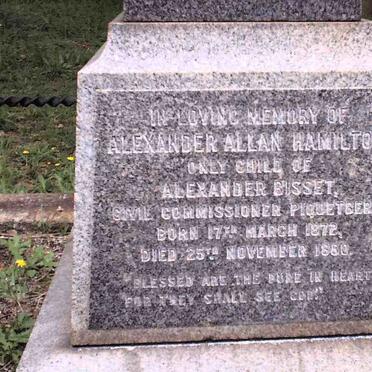 IN LOVING MEMORY OF
ALEXANDER ALLAN HAMILTO
ONLY CHILD OF
ALEXANDER BISSET,
CIVIL COMMISSIONER PIQUETBER
BORN 17TH MARCH 1872,
DIED 25TH NOVEMBER
"BLESSED ARE THE PURE IN HEART
FOR THEY SHALL SEE GOD."